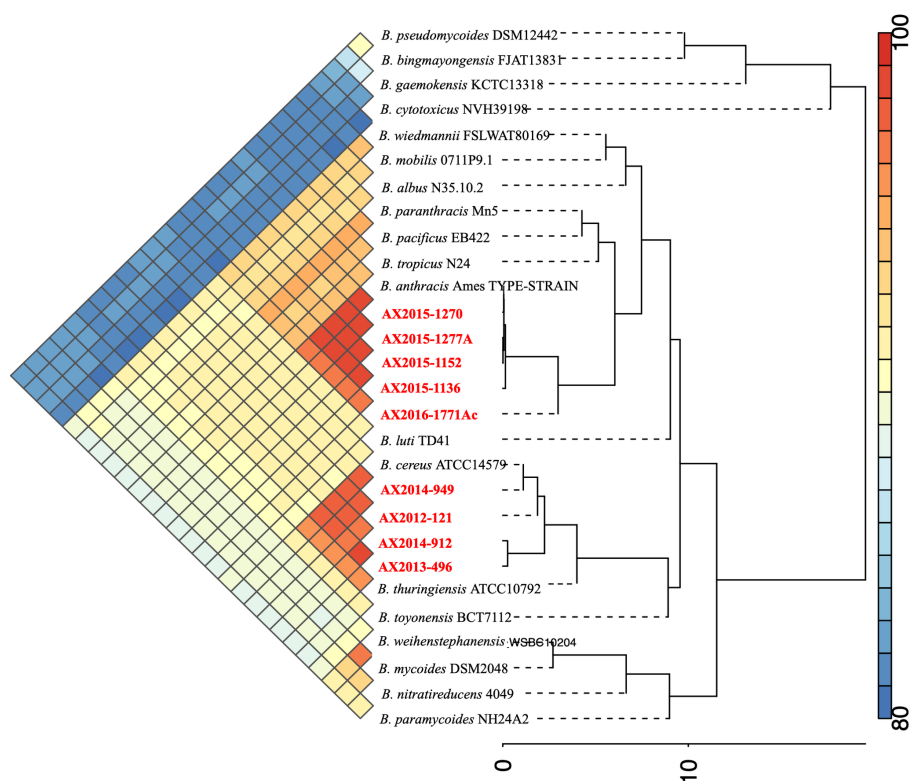 B. pseudomycoides DSM12442
B. bingmayongensis FJAT13831
B. gaemokensis KCTC13318
B. cytotoxicus NVH39198
B. wiedmannii FSLWAT80169
B. mobilis 0711P9.1
B. albus N35.10.2
B. paranthracis Mn5
B. pacificus EB422
B. tropicus N24
B. anthracis Ames TYPE-STRAIN
AX2015-1270
AX2015-1277A
AX2015-1152
AX2015-1136
AX2016-1771Ac
B. luti TD41
B. cereus ATCC14579
AX2014-949
AX2012-121
AX2014-912
AX2013-496
B. thuringiensis ATCC10792
B. toyonensis BCT7112
B. weihenstephanensis WSBC10204
B. mycoides DSM2048
B. nitratireducens 4049
B. paramycoides NH24A2
0
10
100
80